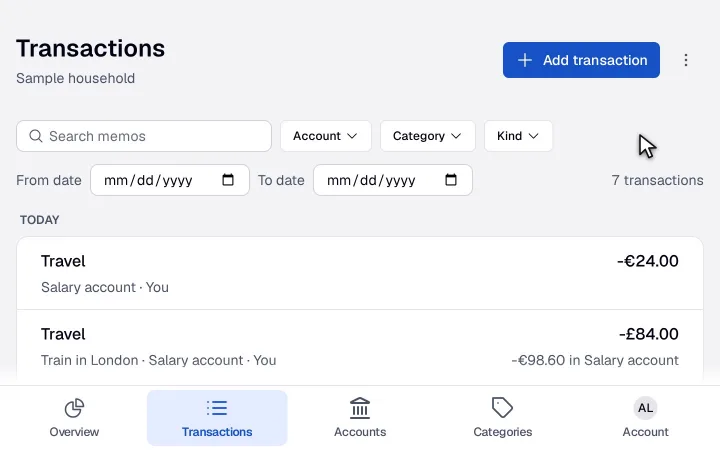 Transactions
Sample household
Add transaction
Search memos
Account
Category
Kind
From date
mm/dd/yyyy
To date
mm/dd/yyyy
7 transactions
TODAY
Travel
-€24.00
Salary account · You
Travel
-£84.00
Train in London · Salary account · You
-€98.60 in Salary account
Overview
Transactions
Accounts
Categories
AL
Account